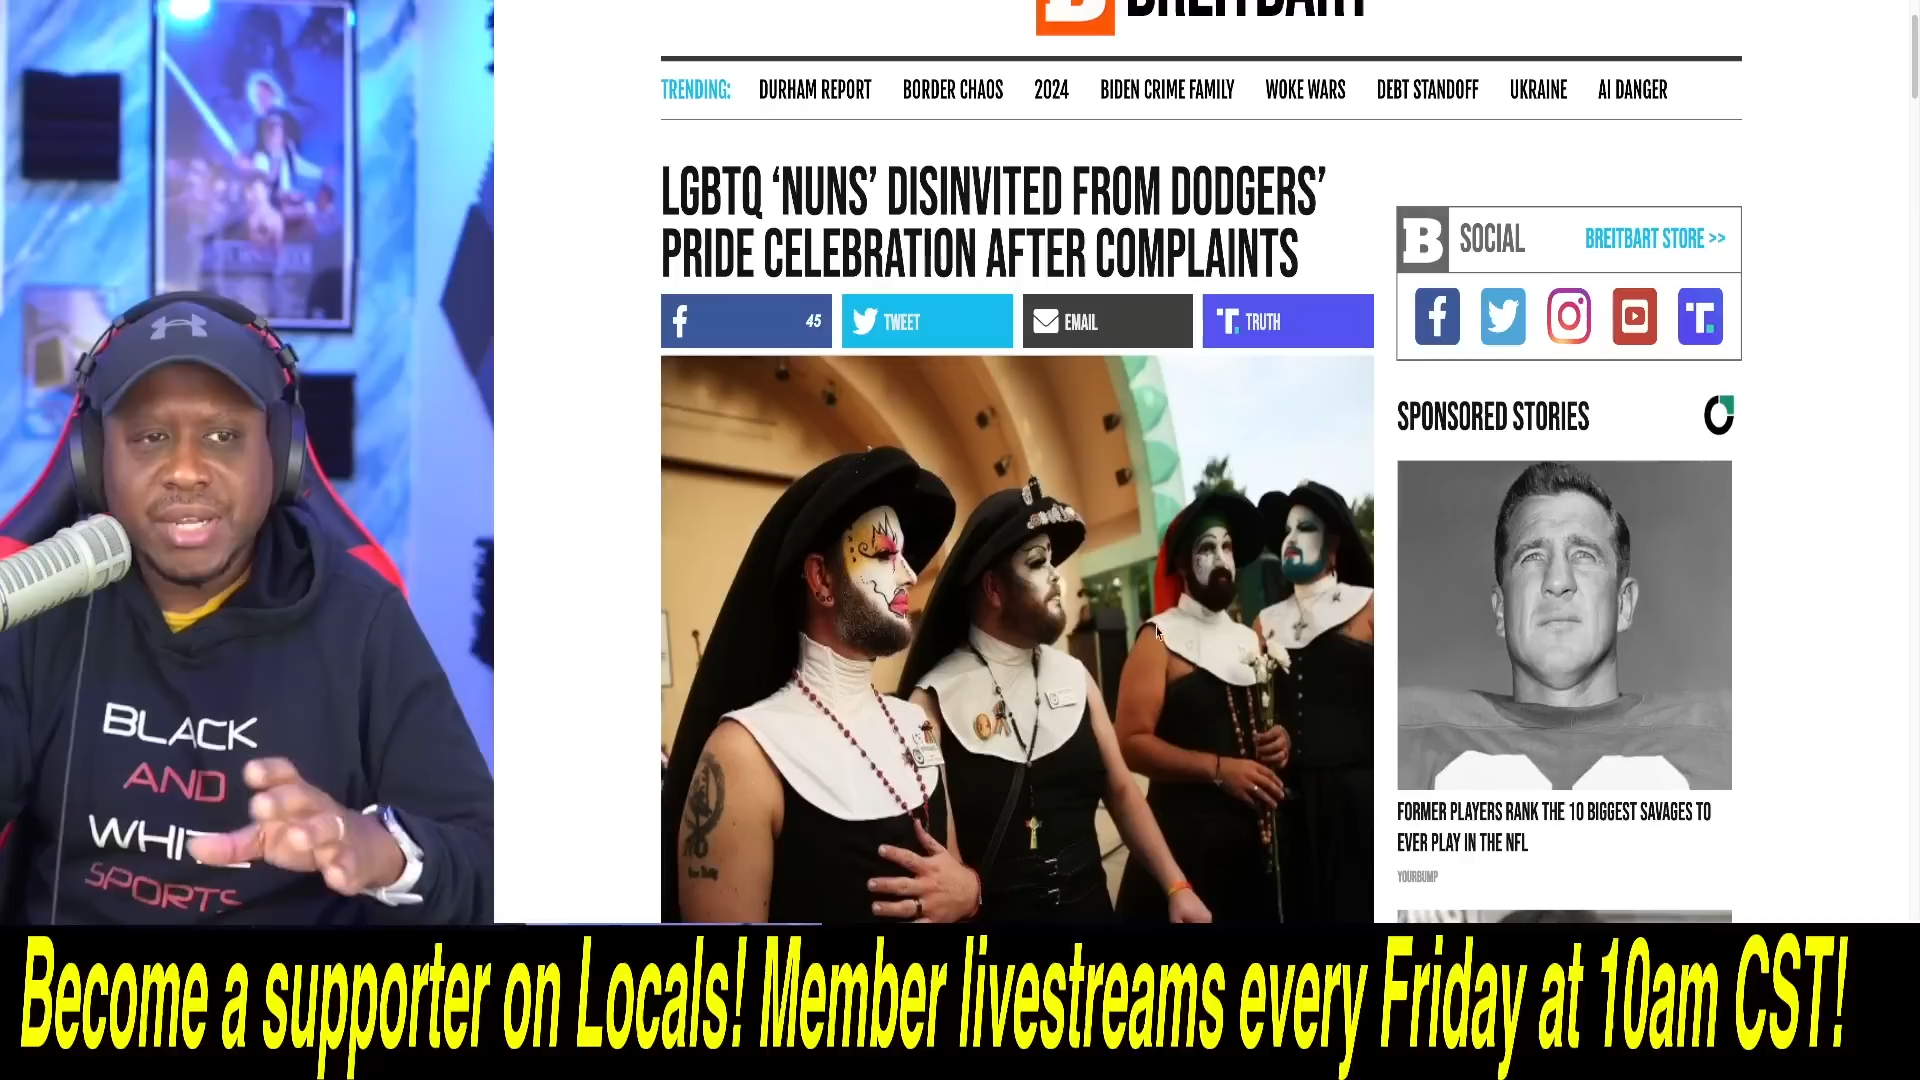 BREITBART
TRENDING: DURHAM REPORT BORDER CHAOS 2024 BIDEN CRIME FAMILY WOKE WARS DEBT STANDOFF UKRAINE AI DANGER
LGBTQ ‘NUNS’ DISINVITED FROM DODGERS’
PRIDE CELEBRATION AFTER COMPLAINTS
45 TWEET EMAIL TRUTH
B SOCIAL BREITBART STORE >>
SPONSORED STORIES
FORMER PLAYERS RANK THE 10 BIGGEST SAVAGES TO
EVER PLAY IN THE NFL
YOURBUMP
BLACK
AND
WHITE
SPORTS
Become a supporter on Locals! Member livestreams every Friday at 10am CST!